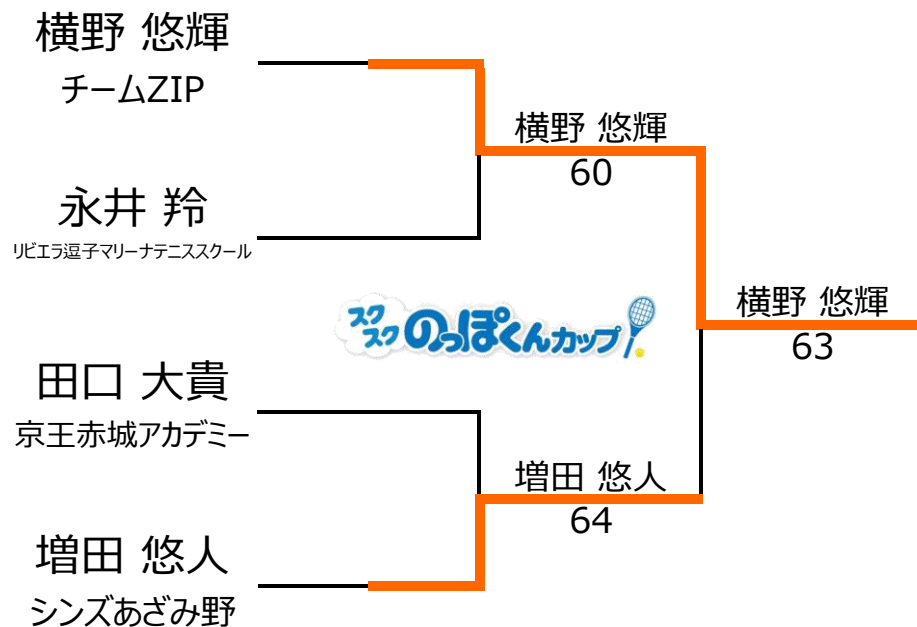 横野 悠輝
チームZIP
横野 悠輝
60
永井 羚
リビエラ逗子マリーナテニススクール
スク
スク のっぽくんカップ
横野 悠輝
63
田口 大貴
京王赤城アカデミー
増田 悠人
64
増田 悠人
シンズあざみ野